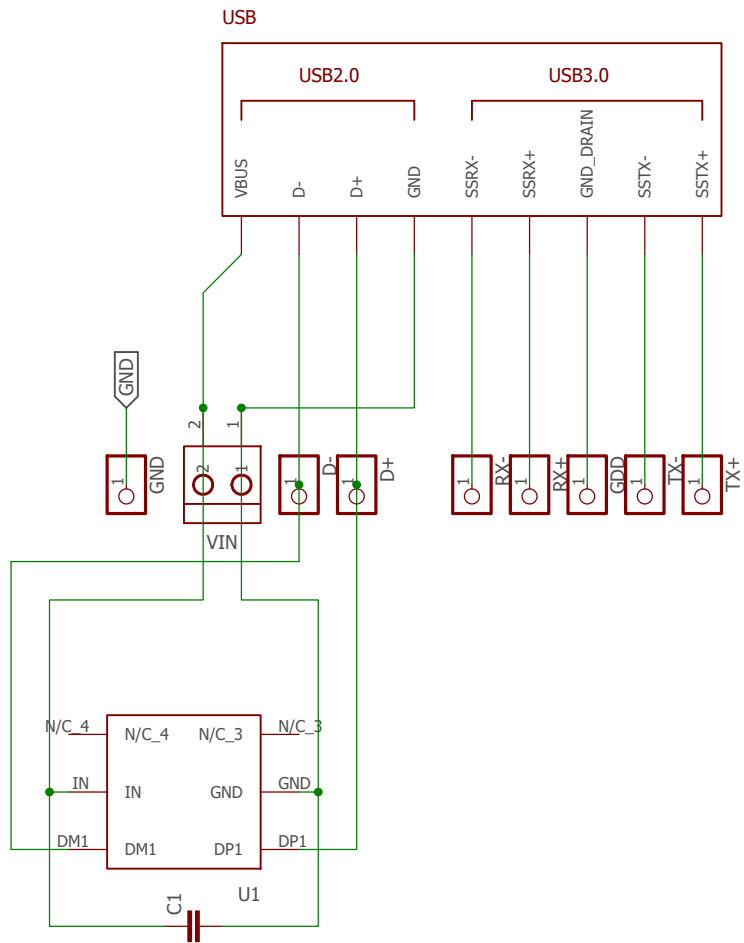 USB
USB2.0
USB3.0
VBUS
D-
D+
GND
SSRX-
SSRX+
GND_DRAIN
SSTX-
SSTX+
GND
2
1
1
GND
2
1
VIN
1
D-
1
D+
1
RX-
1
RX+
1
GDD
1
TX-
1
TX+
N/C_4
N/C_4
N/C_3
N/C_3
IN
IN
GND
GND
DM1
DM1
DP1
DP1
C1
U1